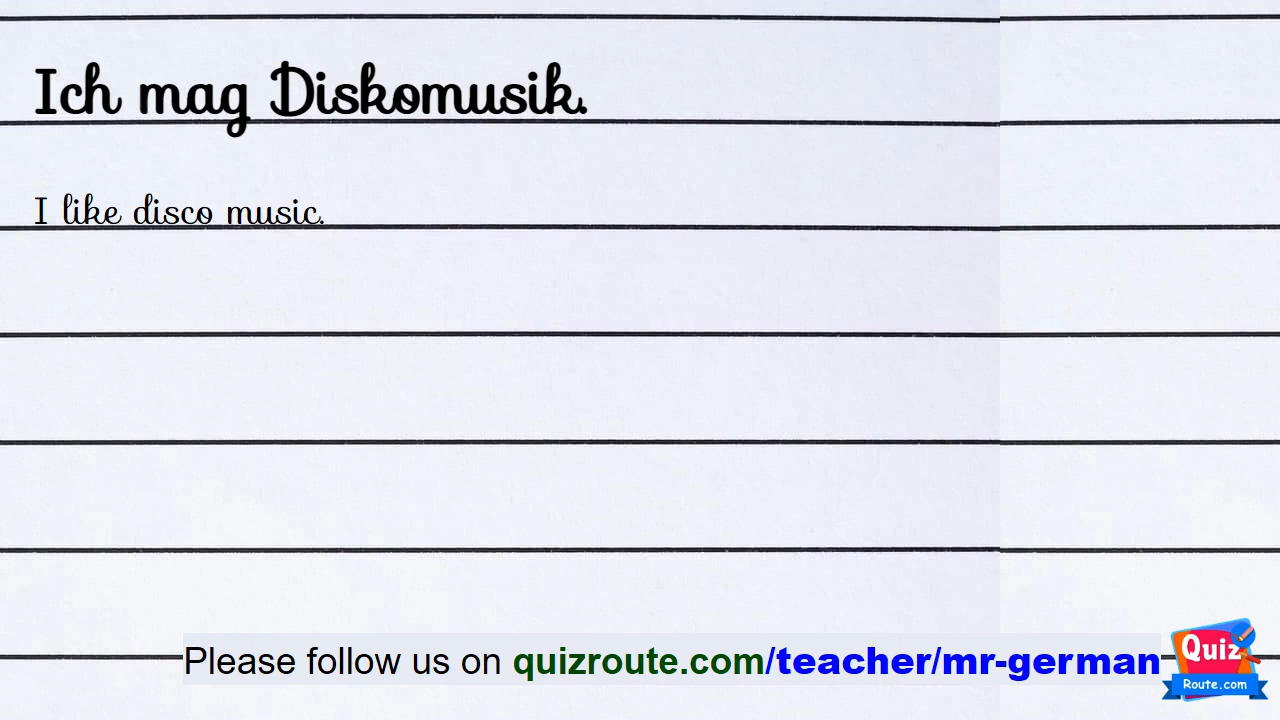 Ich mag Diskomusik.
I like disco music.
Please follow us on quizroute.com/teacher/mr-german
Quiz
Route.com